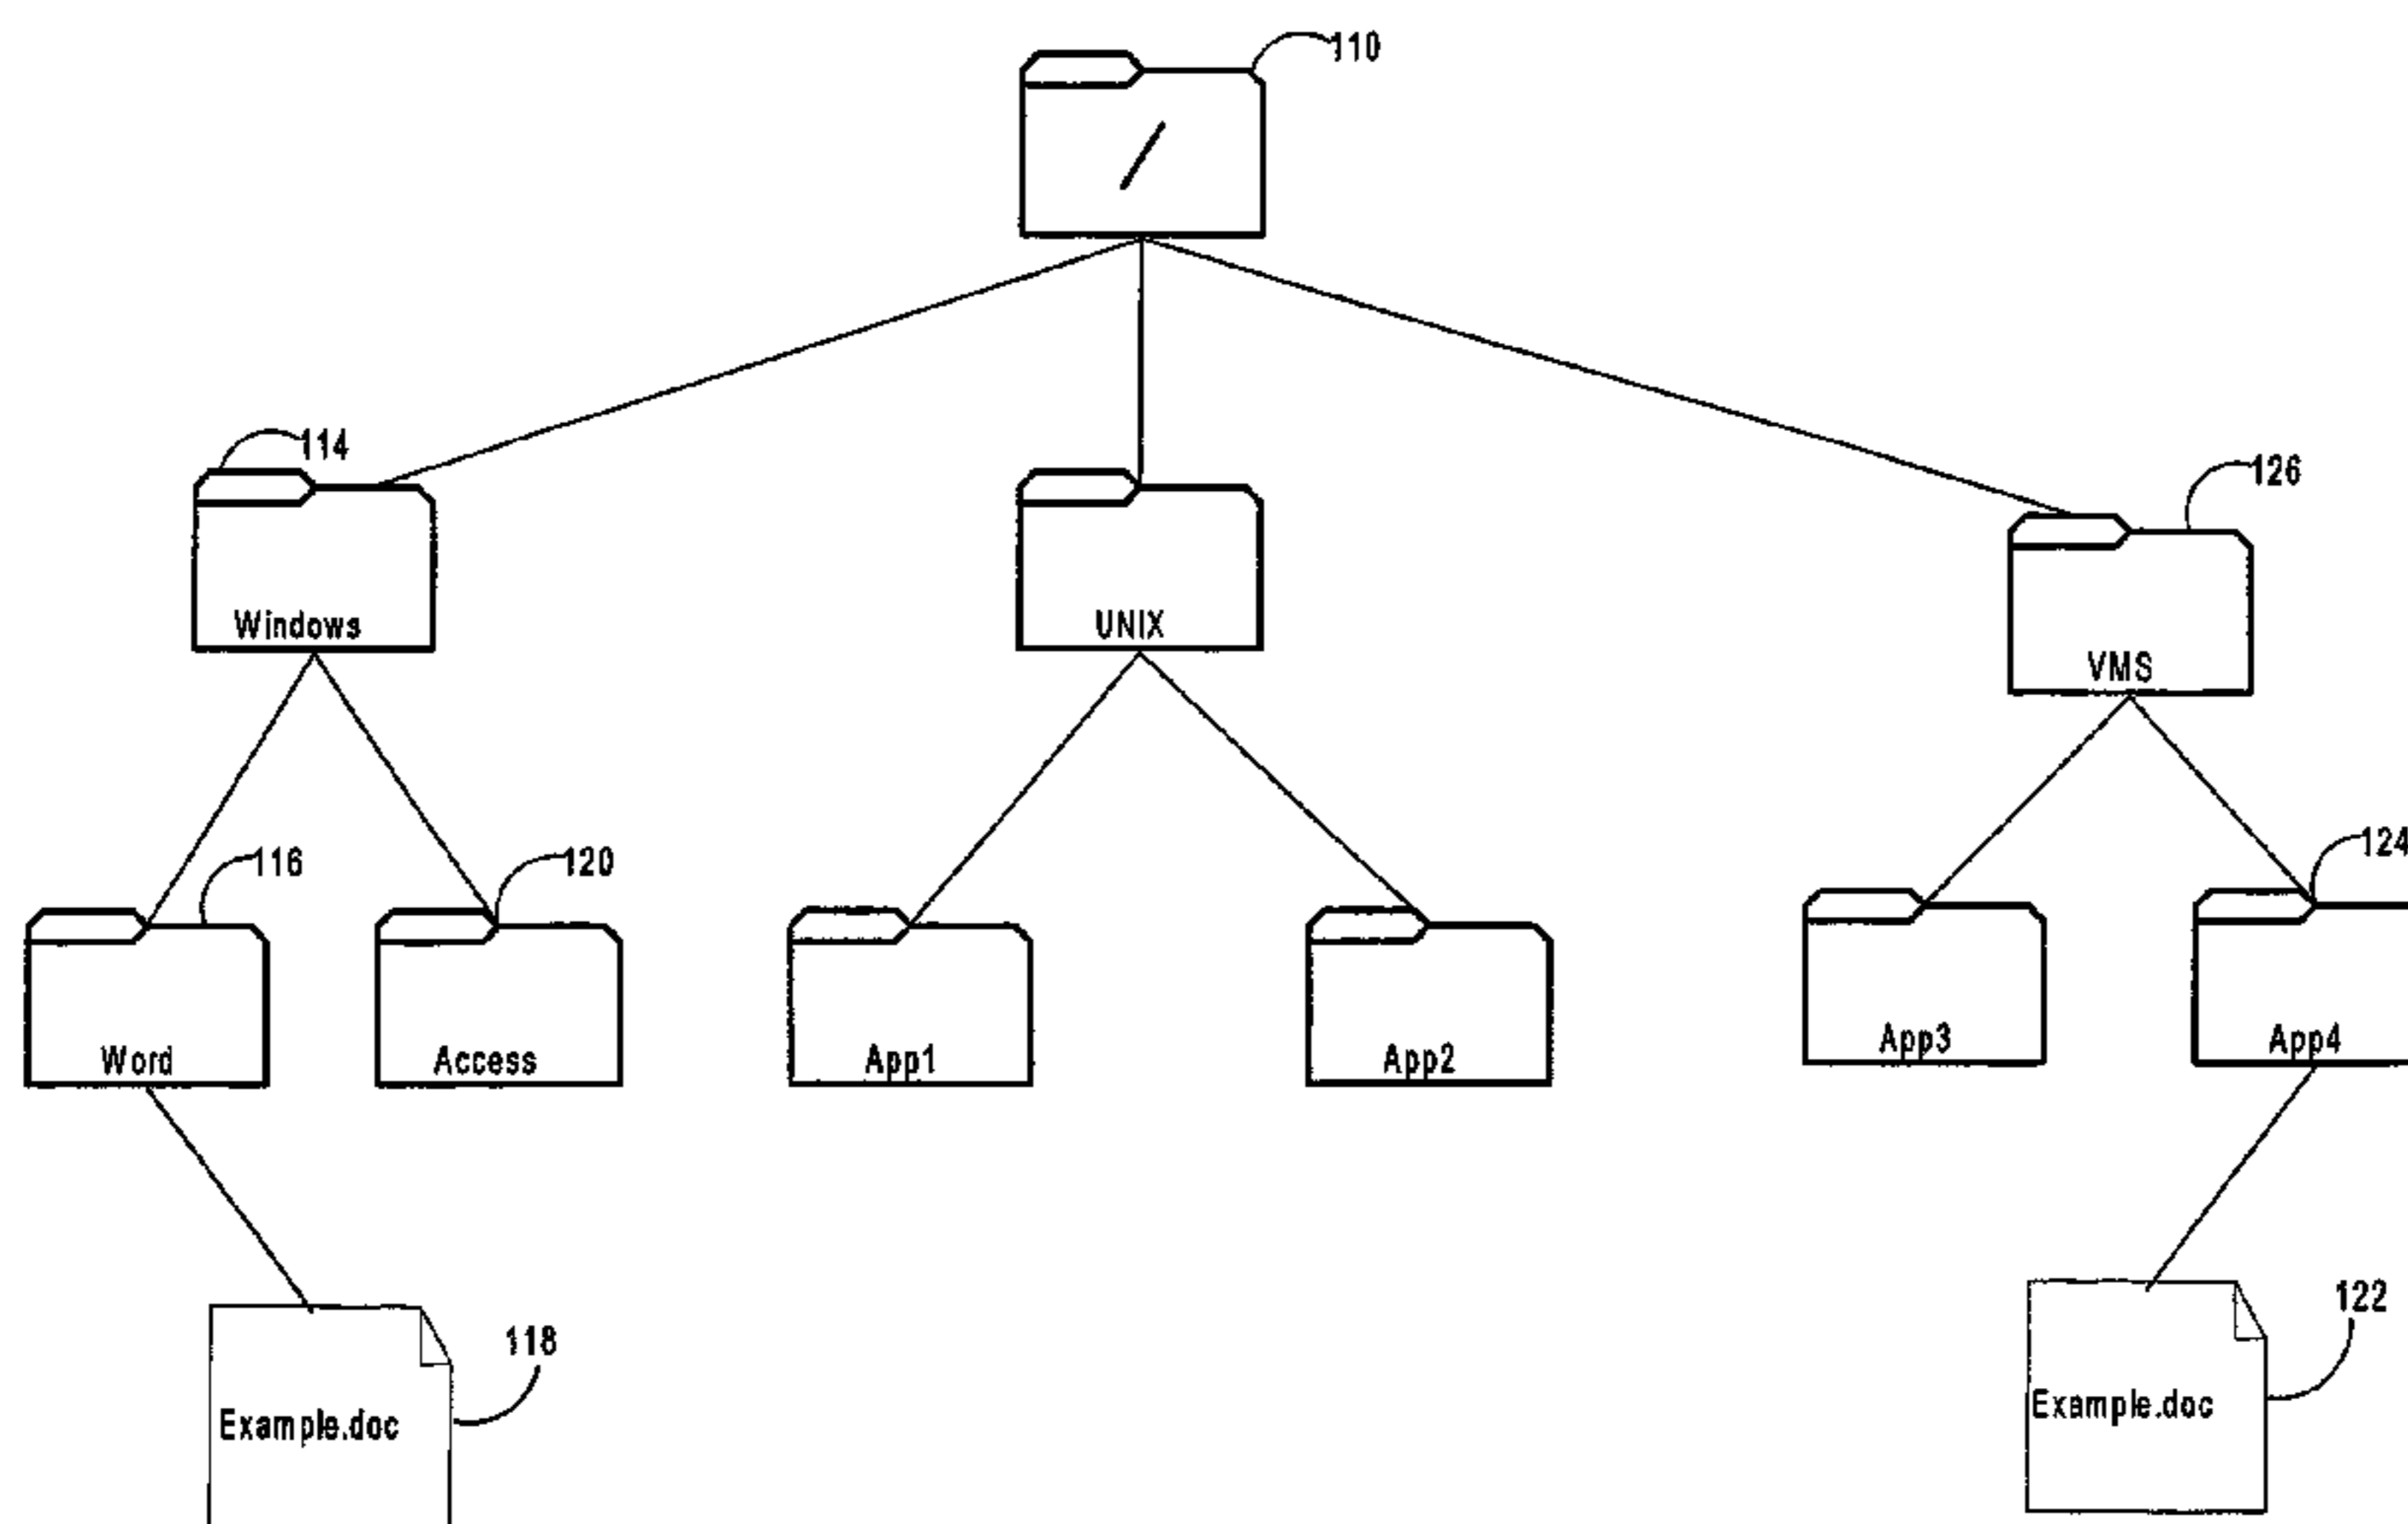 110
/
114
126
Windows
UNIX
VMS
116
120
124
Word
Access
App1
App2
App3
App4
118
122
Example.doc
Example.doc